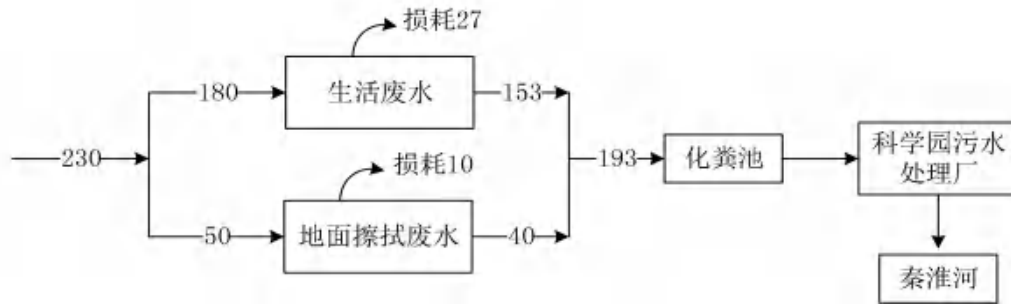 损耗27
180
生活废水
153
230
损耗10
193
化粪池
科学园污水
处理厂
50
地面擦拭废水
40
秦淮河